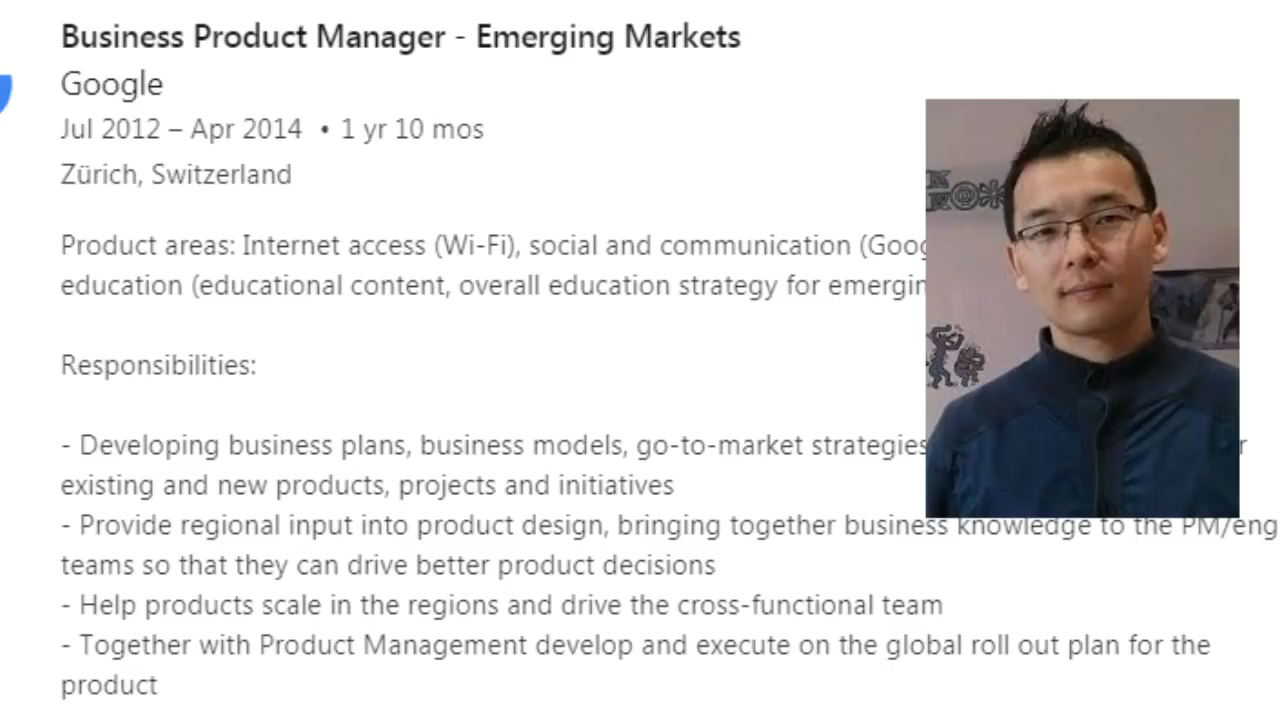 Business Product Manager - Emerging Markets
Google
Jul 2012 – Apr 2014 • 1 yr 10 mos
Zürich, Switzerland
Product areas: Internet access (Wi-Fi), social and communication
education (educational content, overall education strategy for
Responsibilities:
- Developing business plans, business models, go-to-market strategies
existing and new products, projects and initiatives
- Provide regional input into product design, bringing together business knowledge to the PM/eng
teams so that they can drive better product decisions
- Help products scale in the regions and drive the cross-functional team
- Together with Product Management develop and execute on the global roll out plan for the
product